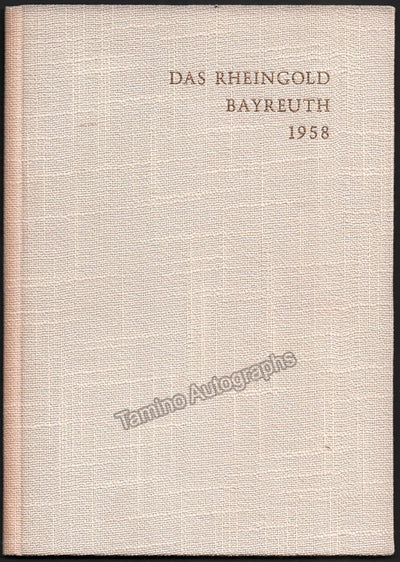 DAS RHEINGOLD
BAYREUTH
1958
Tamino Autographs